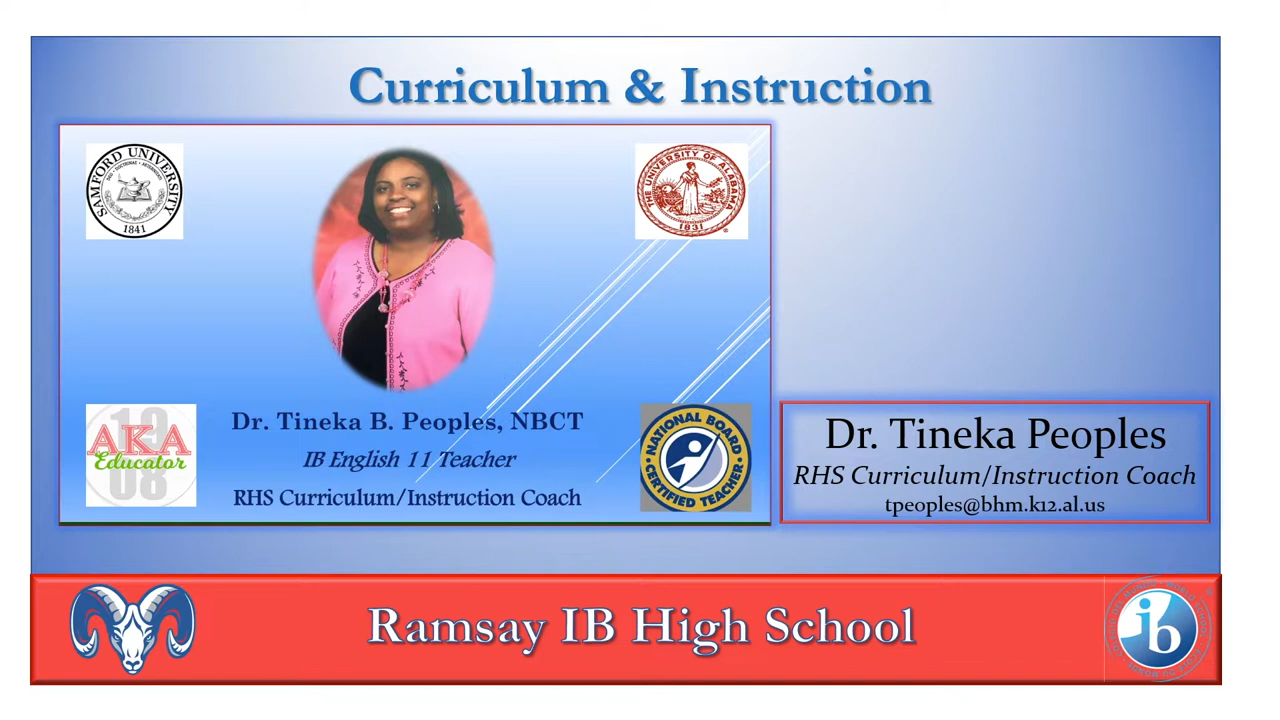 Curriculum & Instruction
SAMFORD UNIVERSITY
1841
THE UNIVERSITY OF ALABAMA
1831
19
AKA
Educator
08
Dr. Tineka B. Peoples, NBCT
IB English 11 Teacher
RHS Curriculum/Instruction Coach
NATIONAL BOARD
CERTIFIED TEACHER
Dr. Tineka Peoples
RHS Curriculum/Instruction Coach
tpeoples@bhm.k12.al.us
Ramsay IB High School
ib